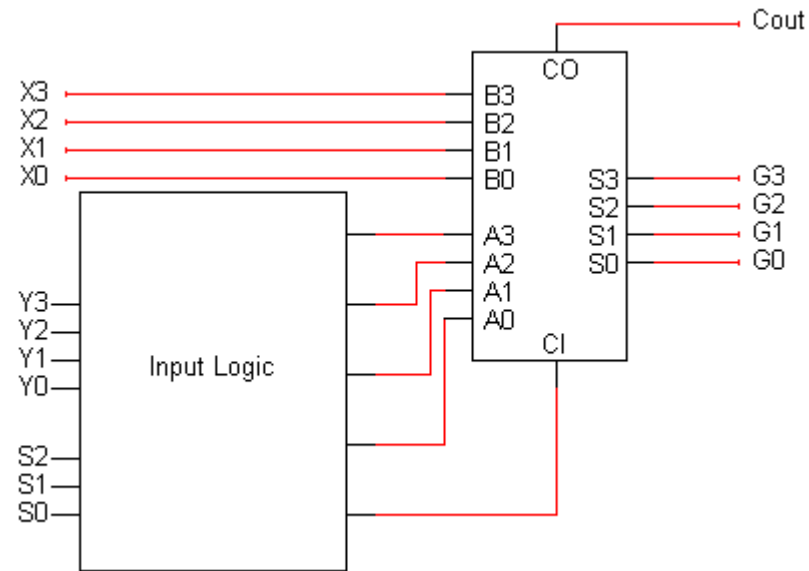 Cout
CO
X3
B3
X2
B2
X1
B1
X0
B0
S3
G3
S2
G2
A3
S1
G1
A2
S0
G0
A1
Y3
A0
Y2
CI
Y1
Input Logic
Y0
S2
S1
S0